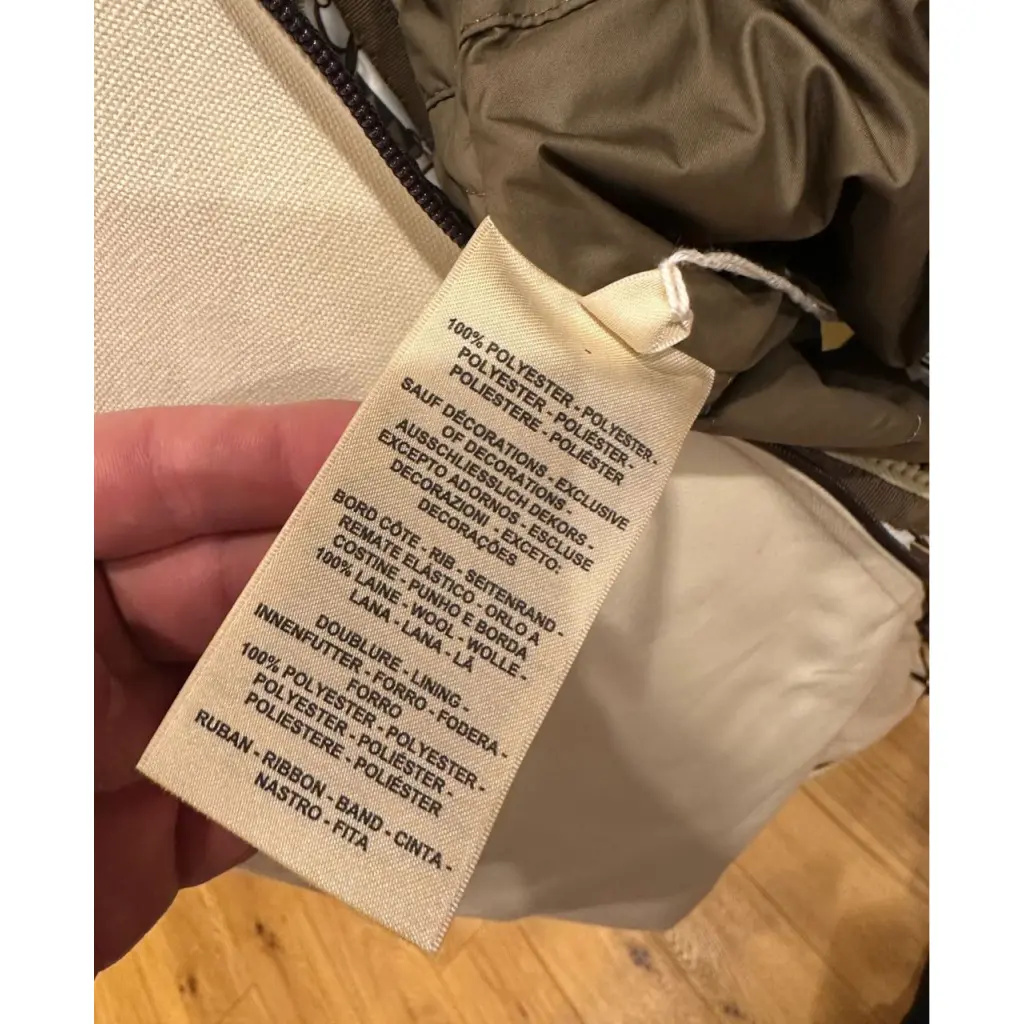 100% POLYESTER - POLYESTER -
POLYESTER - POLIÉSTER -
POLIESTERE - POLIÉSTER
SAUF DÉCORATIONS - EXCLUSIVE
OF DECORATIONS -
AUSSCHLIESSLICH DEKORS -
EXCEPTO ADORNOS - ESCLUSE
DECORAZIONI - EXCETO:
DECORAÇÕES
BORD CÔTE - RIB - SEITENRAND -
REMATE ELÁSTICO - ORLO A
COSTINE - PUNHO E BORDA
100% LAINE - WOOL - WOLLE -
LANA - LANA - LÃ
DOUBLURE - LINING -
INNENFUTTER - FORRO - FODERA -
FORRO
100% POLYESTER - POLYESTER -
POLYESTER - POLIÉSTER -
POLIESTERE - POLIÉSTER
RUBAN - RIBBON - BAND - CINTA -
NASTRO - FITA